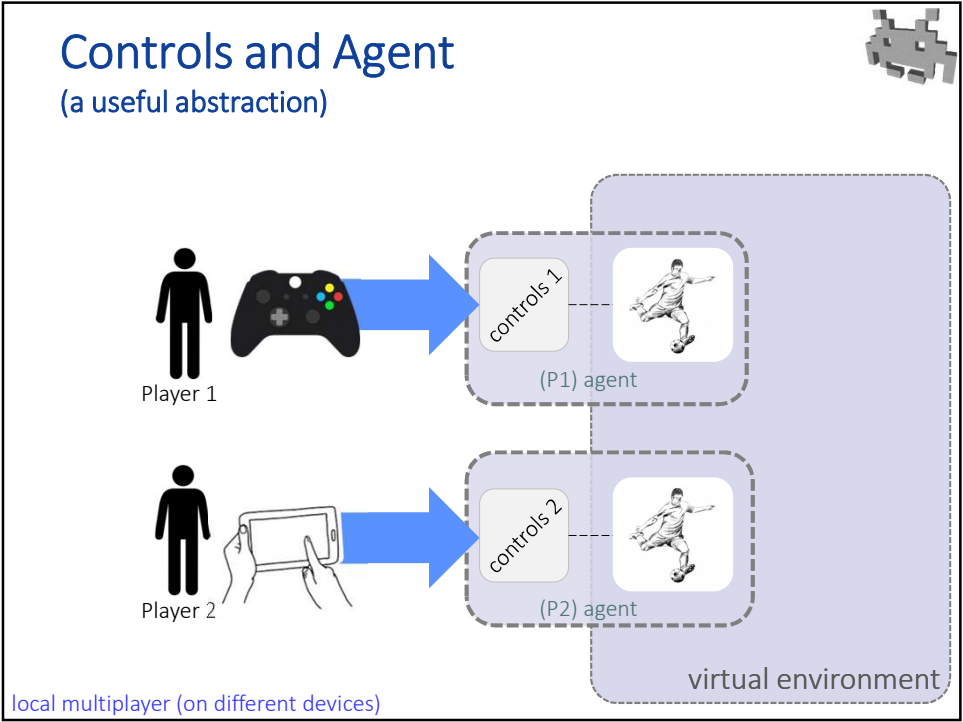 Controls and Agent
(a useful abstraction)
controls 1
(P1) agent
Player 1
controls 2
(P2) agent
Player 2
virtual environment
local multiplayer (on different devices)